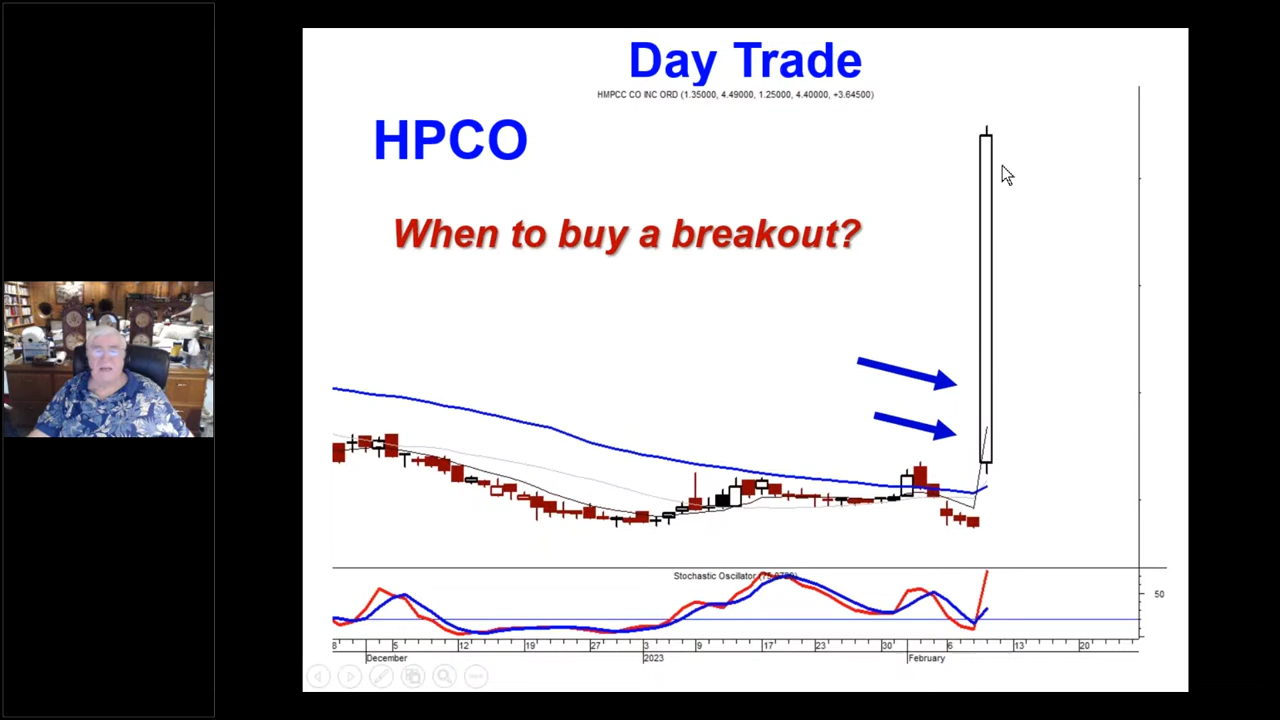 Day Trade
HMPCC CO INC ORD (1.35000, 4.49000, 1.25000, 4.40000, +3.64500)
HPCO
When to buy a breakout?
Stochastic Oscillator
50
5 12 19 27 3 9 17 23 30 6 13 20
December 2023 February